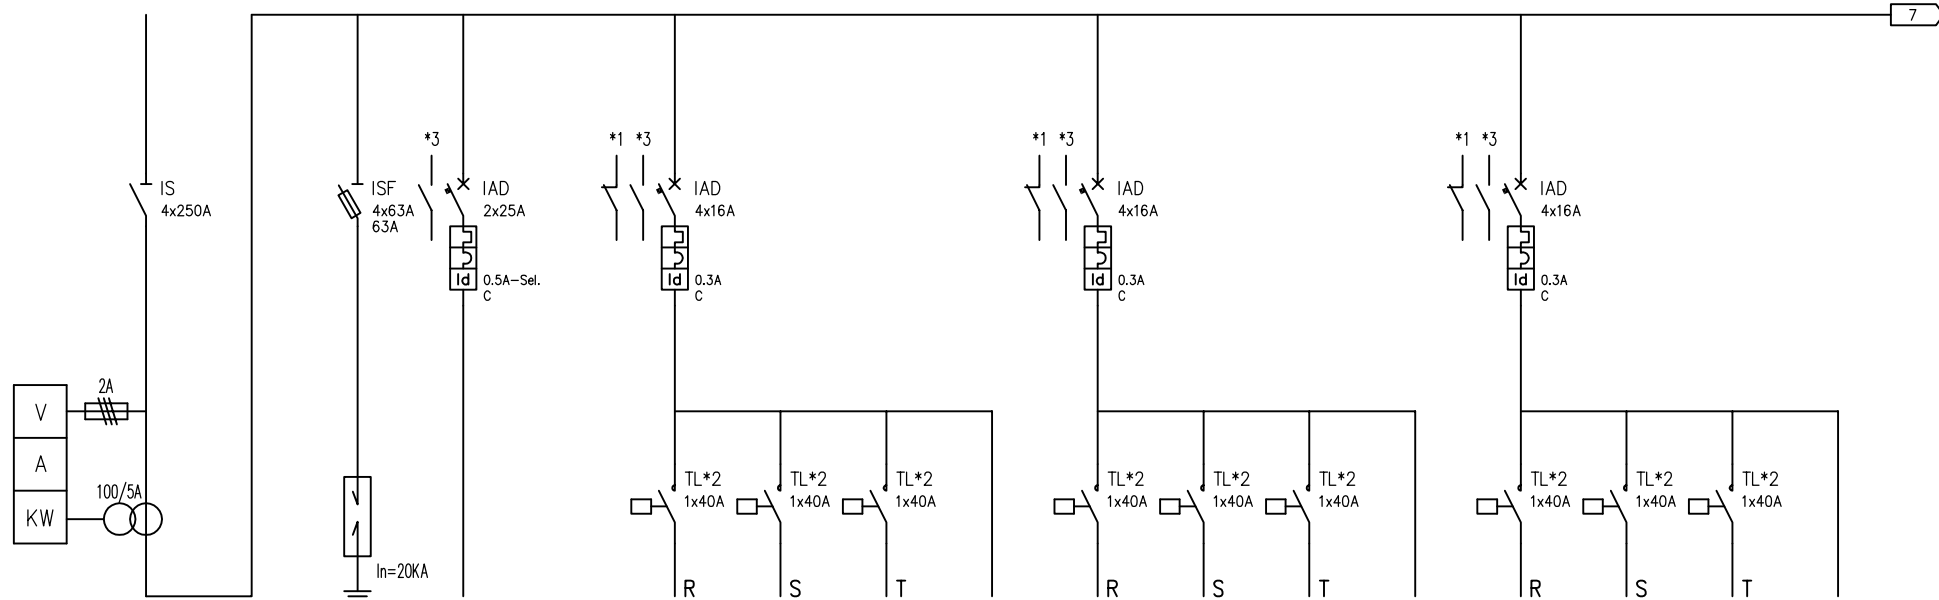 7
IS
4x250A
ISF
4x63A
63A
*3
IAD
2x25A
Id
0.5A-Sel.
C
*1 *3
IAD
4x16A
Id
0.3A
C
*1 *3
IAD
4x16A
Id
0.3A
C
*1 *3
IAD
4x16A
Id
0.3A
C
V
2A
A
KW
100/5A
In=20KA
TL*2
1x40A
R
TL*2
1x40A
S
TL*2
1x40A
T
TL*2
1x40A
R
TL*2
1x40A
S
TL*2
1x40A
T
TL*2
1x40A
R
TL*2
1x40A
S
TL*2
1x40A
T